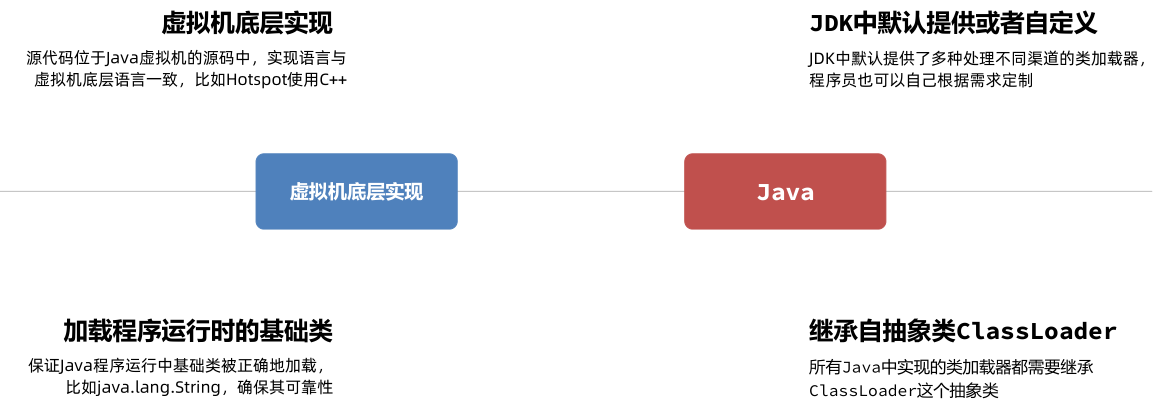 虚拟机底层实现
源代码位于Java虚拟机的源码中，实现语言与
虚拟机底层语言一致，比如Hotspot使用C++
JDK中默认提供或者自定义
JDK中默认提供了多种处理不同渠道的类加载器，
程序员也可以自己根据需求定制
虚拟机底层实现
Java
加载程序运行时的基础类
保证Java程序运行中基础类被正确地加载，
比如java.lang.String，确保其可靠性
继承自抽象类ClassLoader
所有Java中实现的类加载器都需要继承
ClassLoader这个抽象类